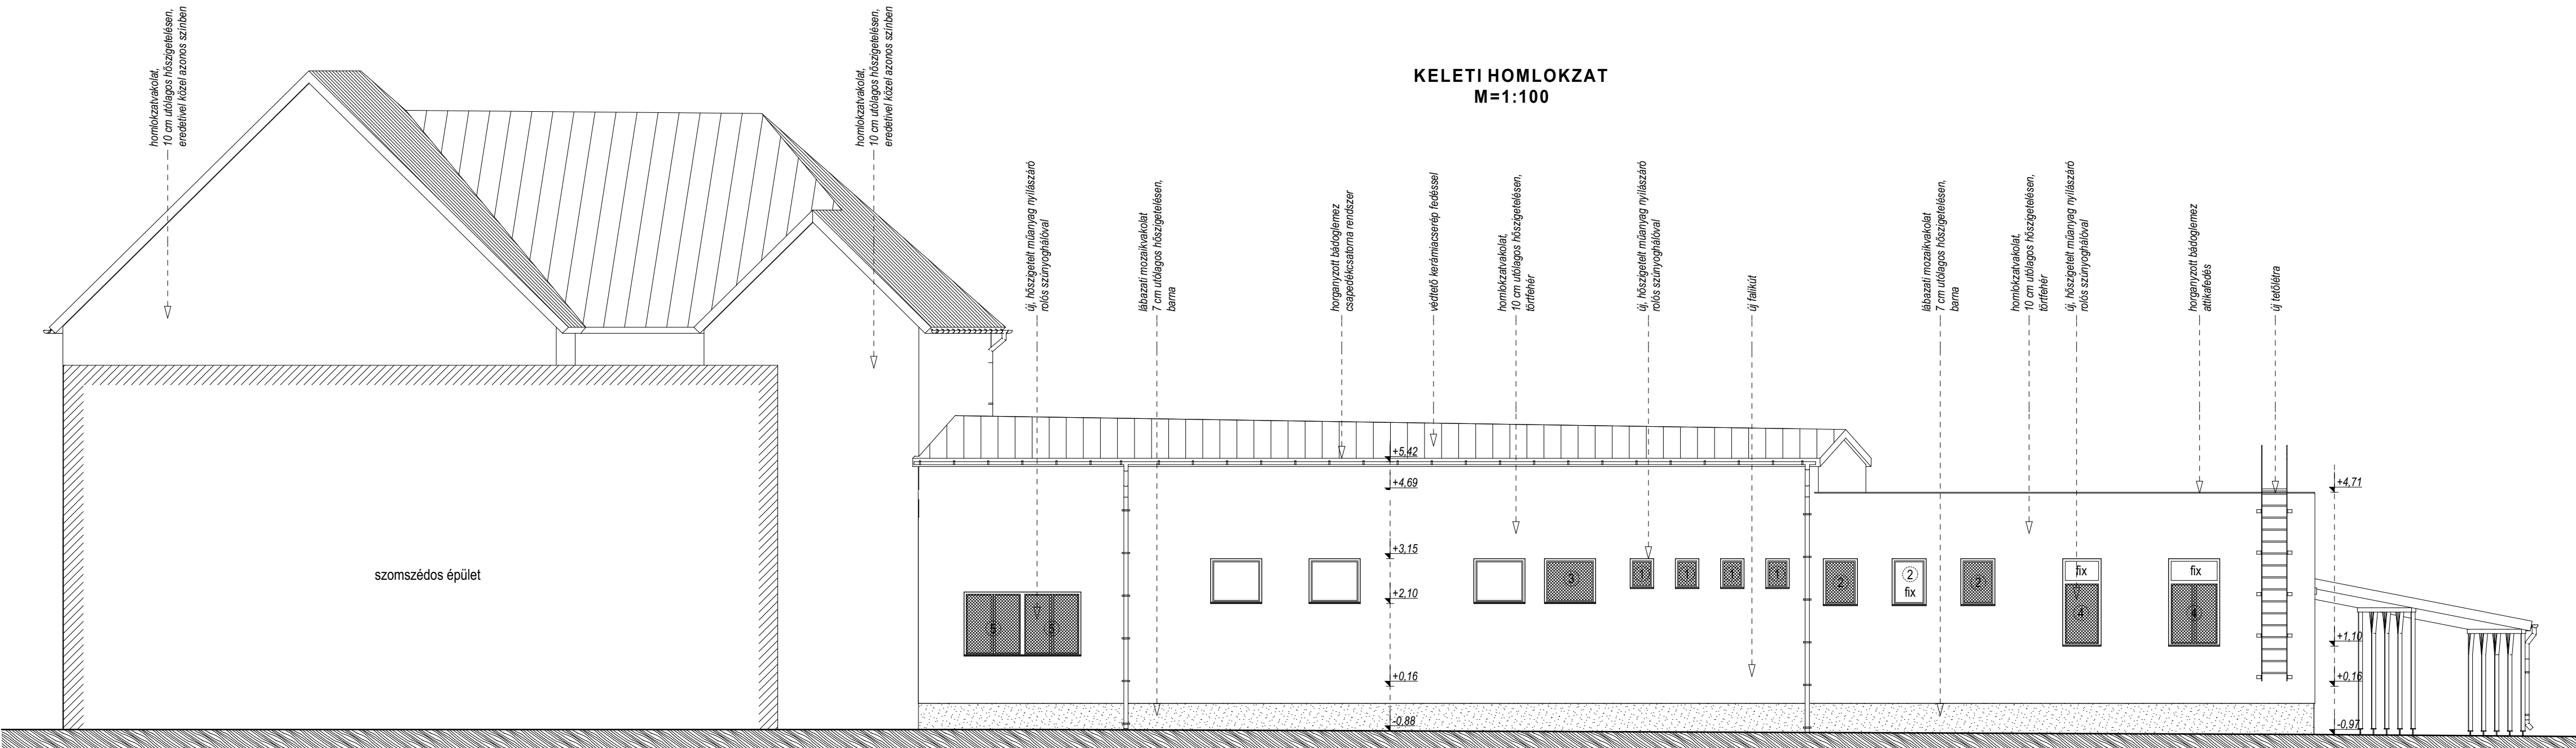 KELETI HOMLOKZAT
M=1:100
homlokzatvakolat,
10 cm utólagos hőszigetelésen,
eredetivel közel azonos színben
homlokzatvakolat,
10 cm utólagos hőszigetelésen,
eredetivel közel azonos színben
új, hőszigetelt műanyag nyílászáró
rolós szúnyoghálóval
lábazati mozaikvakolat
7 cm utólagos hőszigetelésen,
barna
horganyzott bádoglemez
csapedékcsatorna rendszer
védtető kerámiacserép fedéssel
homlokzatvakolat,
10 cm utólagos hőszigetelésen,
törtfehér
új, hőszigetelt műanyag nyílászáró
rolós szúnyoghálóval
új falikút
lábazati mozaikvakolat
7 cm utólagos hőszigetelésen,
barna
homlokzatvakolat,
10 cm utólagos hőszigetelésen,
törtfehér
új, hőszigetelt műanyag nyílászáró
rolós szúnyoghálóval
horganyzott bádoglemez
attikafedés
új tetőlétra
szomszédos épület
+5,42
+4,69
+3,15
+2,10
+0,16
-0,88
3
1
1
1
1
2
2
fix
2
fix
4
fix
4
+4,71
+1,10
+0,16
-0,97